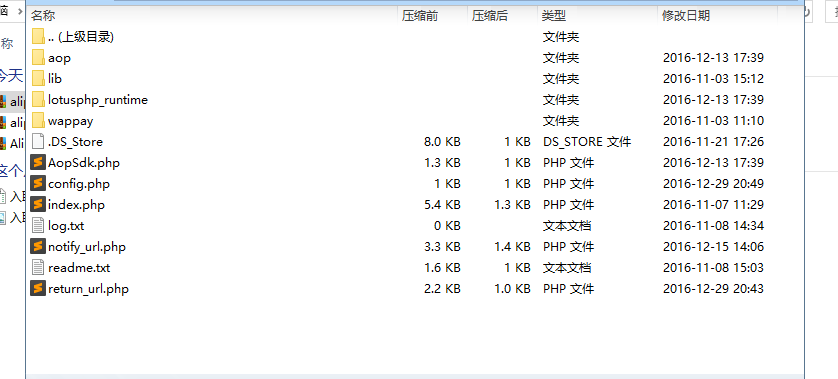 脑
名称 压缩前 压缩后 类型 修改日期
.. (上级目录) 文件夹
称
aop 文件夹 2016-12-13 17:39
今天
lib 文件夹 2016-11-03 15:12
alip
lotusphp_runtime 文件夹 2016-12-13 17:39
alip
wappay 文件夹 2016-11-03 11:10
Ali
.DS_Store 8.0 KB 1 KB DS_STORE 文件 2016-11-21 17:26
AopSdk.php 1.3 KB 1 KB PHP 文件 2016-12-13 17:39
这个
config.php 1 KB 1 KB PHP 文件 2016-12-29 20:49
入驻
index.php 5.4 KB 1.3 KB PHP 文件 2016-11-07 11:29
入驻
log.txt 0 KB 文本文档 2016-11-08 14:34
notify_url.php 3.3 KB 1.4 KB PHP 文件 2016-12-15 14:06
readme.txt 1.6 KB 1 KB 文本文档 2016-11-08 15:03
return_url.php 2.2 KB 1.0 KB PHP 文件 2016-12-29 20:43